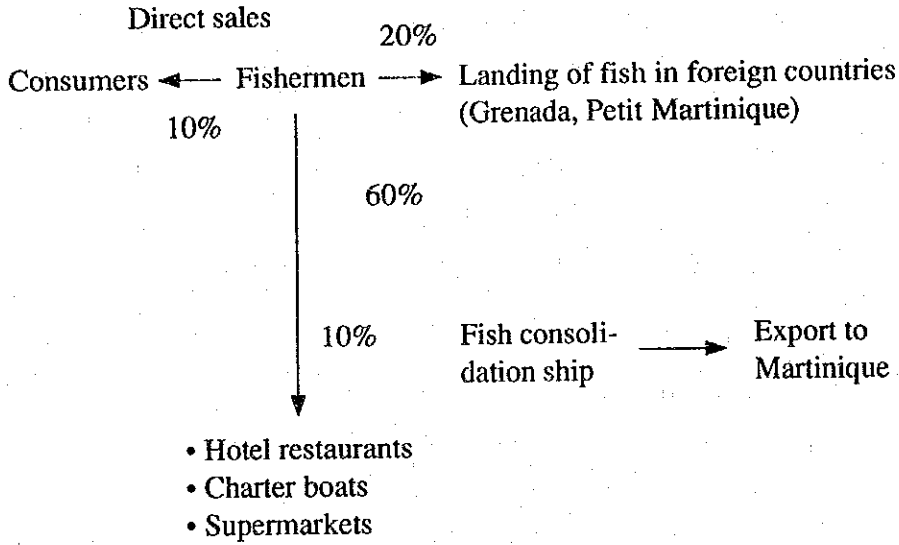 Direct sales
20%
Consumers Fishermen Landing of fish in foreign countries
(Grenada, Petit Martinique)
10%
60%
10% Fish consoli- Export to
dation ship Martinique
• Hotel restaurants
• Charter boats
• Supermarkets